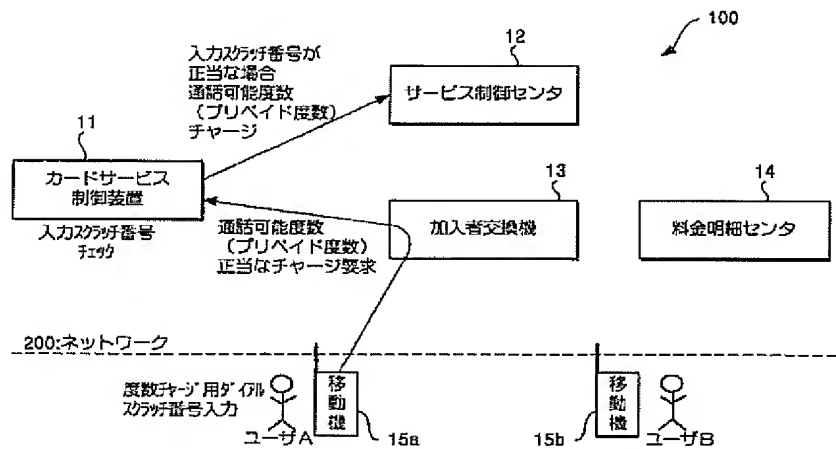 100
入力スクラッチ番号が
正当な場合
通話可能度数
(プリペイド度数)
チャージ
12
サービス制御センタ
11
カードサービス
制御装置
入力スクラッチ番号
チェック
通話可能度数
(プリペイド度数)
正当なチャージ要求
13
加入者交換機
14
料金明細センタ
200:ネットワーク
度数チャージ用ダイアル
スクラッチ番号入力
ユーザA
移動機
15a
15b
移動機
ユーザB